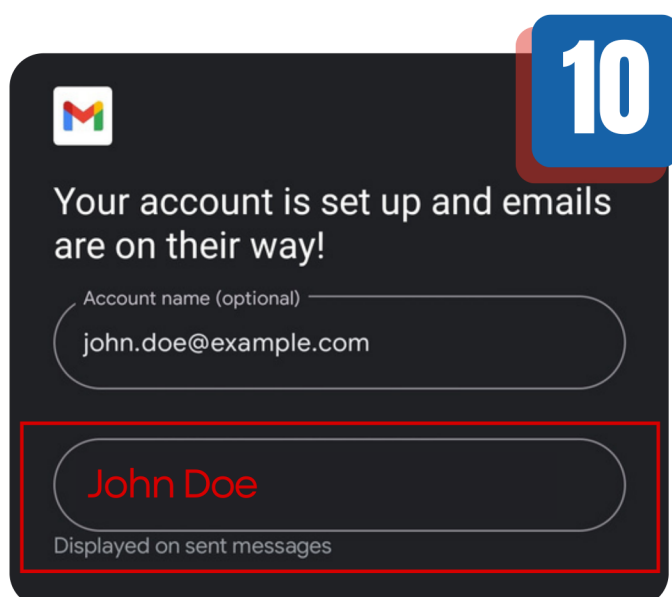 10
Your account is set up and emails
are on their way!
Account name (optional)
john.doe@example.com
John Doe
Displayed on sent messages